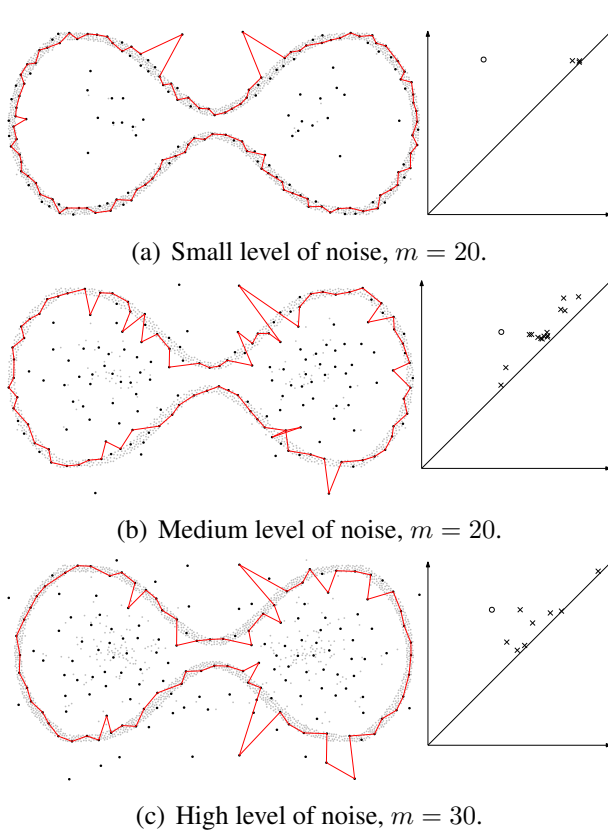 (a) Small level of noise, m = 20.
(b) Medium level of noise, m = 20.
(c) High level of noise, m = 30.